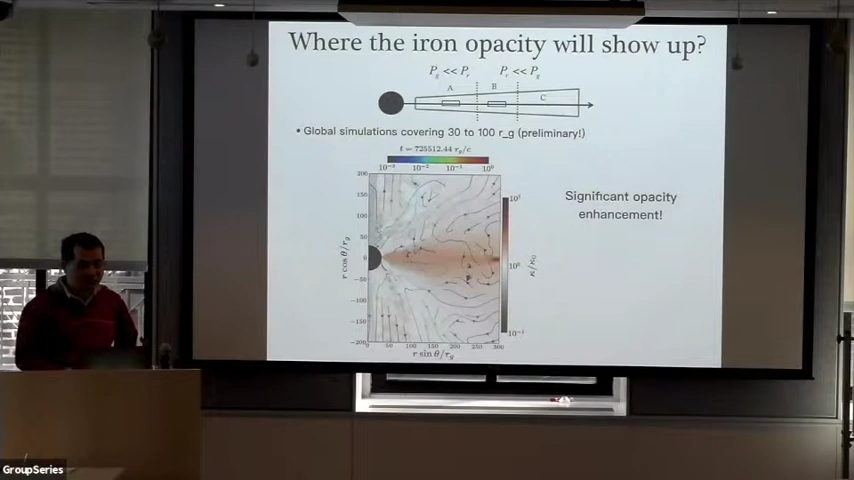 Where the iron opacity will show up?
P_g << P_r P_r << P_g
A B C
• Global simulations covering 30 to 100 r_g (preliminary!)
t = 725512.44 r_g/c
10⁻³ 10⁻² 10⁻¹ 10⁰
200
150
100
50
0
−50
−100
−150
−200
r cos θ/r_g
0 50 100 150 200 250 300
r sin θ/r_g
10¹
10⁰
10⁻¹
κ/κ₀
Significant opacity
enhancement!
GroupSeries